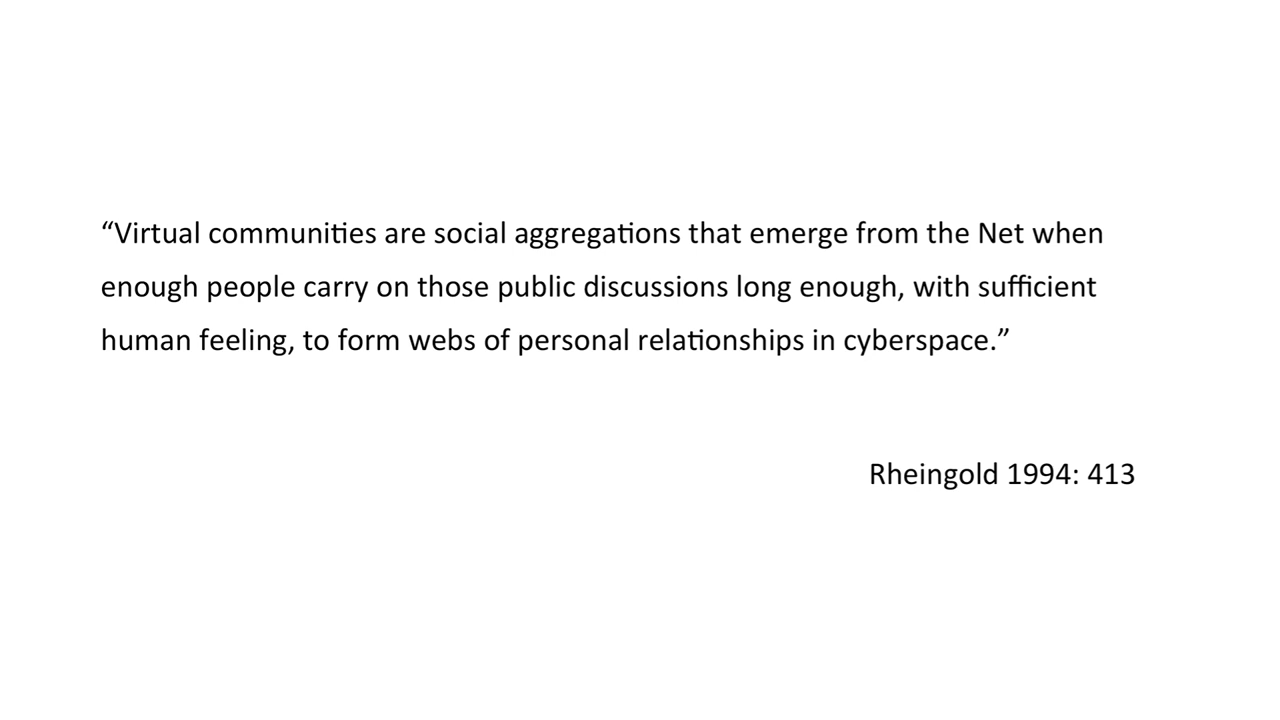 “Virtual communities are social aggregations that emerge from the Net when
enough people carry on those public discussions long enough, with sufficient
human feeling, to form webs of personal relationships in cyberspace.”
Rheingold 1994: 413